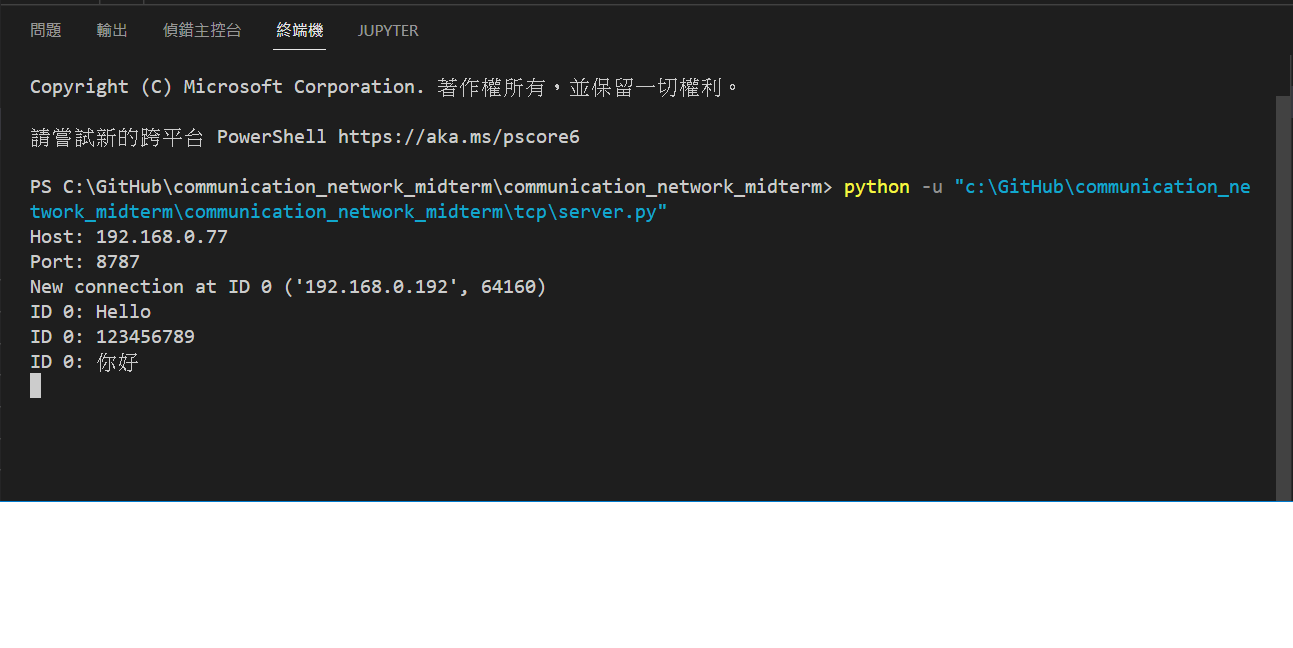 問題 輸出 偵錯主控台 終端機 JUPYTER
Copyright (C) Microsoft Corporation. 著作權所有，並保留一切權利。
請嘗試新的跨平台 PowerShell https://aka.ms/pscore6
PS C:\GitHub\communication_network_midterm\communication_network_midterm> python -u "c:\GitHub\communication_ne
twork_midterm\communication_network_midterm\tcp\server.py"
Host: 192.168.0.77
Port: 8787
New connection at ID 0 ('192.168.0.192', 64160)
ID 0: Hello
ID 0: 123456789
ID 0: 你好